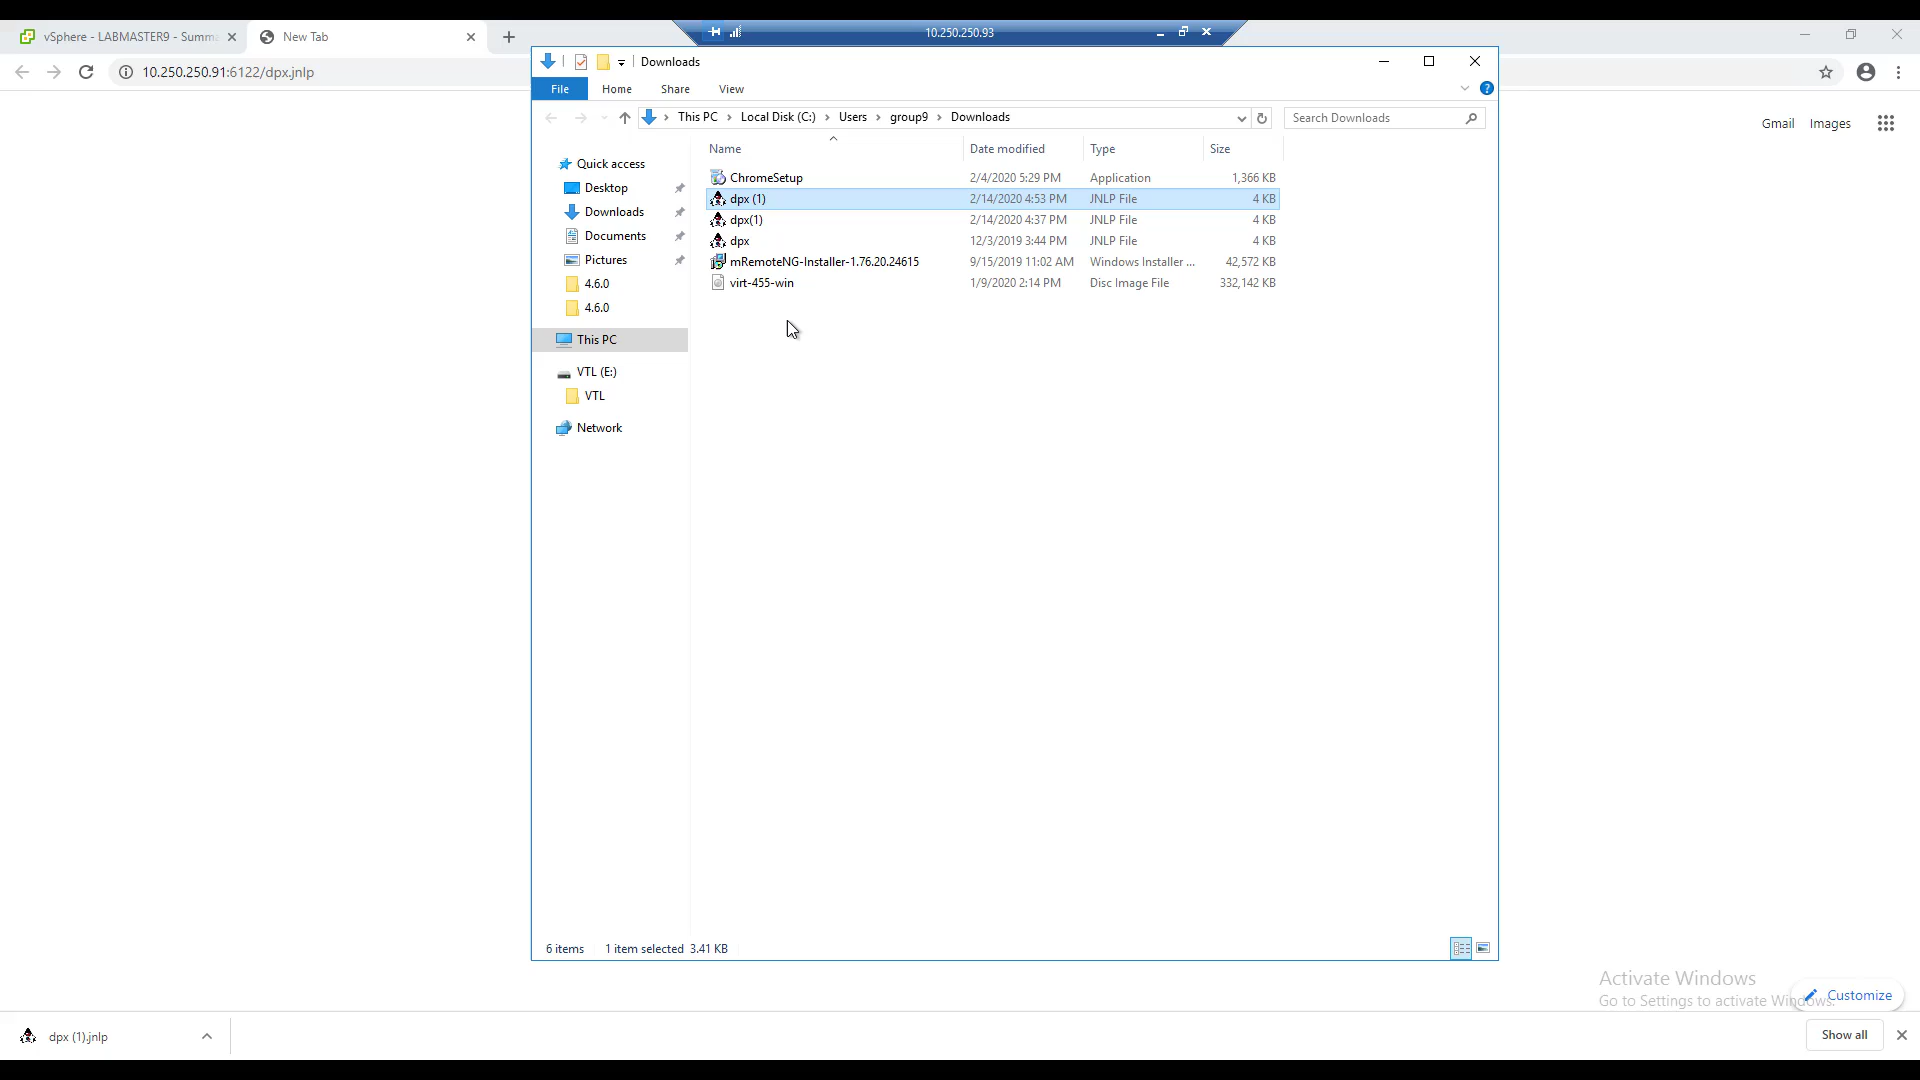 10.250.250.93
vSphere - LABMASTER9 - Summa
New Tab
10.250.250.91:6122/dpx.jnlp
Gmail
Images
Downloads
File
Home
Share
View
This PC
Local Disk (C:)
Users
group9
Downloads
Search Downloads
Name
Date modified
Type
Size
Quick access
Desktop
Downloads
Documents
Pictures
4.6.0
4.6.0
This PC
VTL (E:)
VTL
Network
ChromeSetup 2/4/2020 5:29 PM Application 1,366 KB
dpx (1) 2/14/2020 4:53 PM JNLP File 4 KB
dpx(1) 2/14/2020 4:37 PM JNLP File 4 KB
dpx 12/3/2019 3:44 PM JNLP File 4 KB
mRemoteNG-Installer-1.76.20.24615 9/15/2019 11:02 AM Windows Installer ... 42,572 KB
virt-455-win 1/9/2020 2:14 PM Disc Image File 332,142 KB
6 items
1 item selected 3.41 KB
Activate Windows
Go to Settings to activate Windows.
Customize
dpx (1).jnlp
Show all